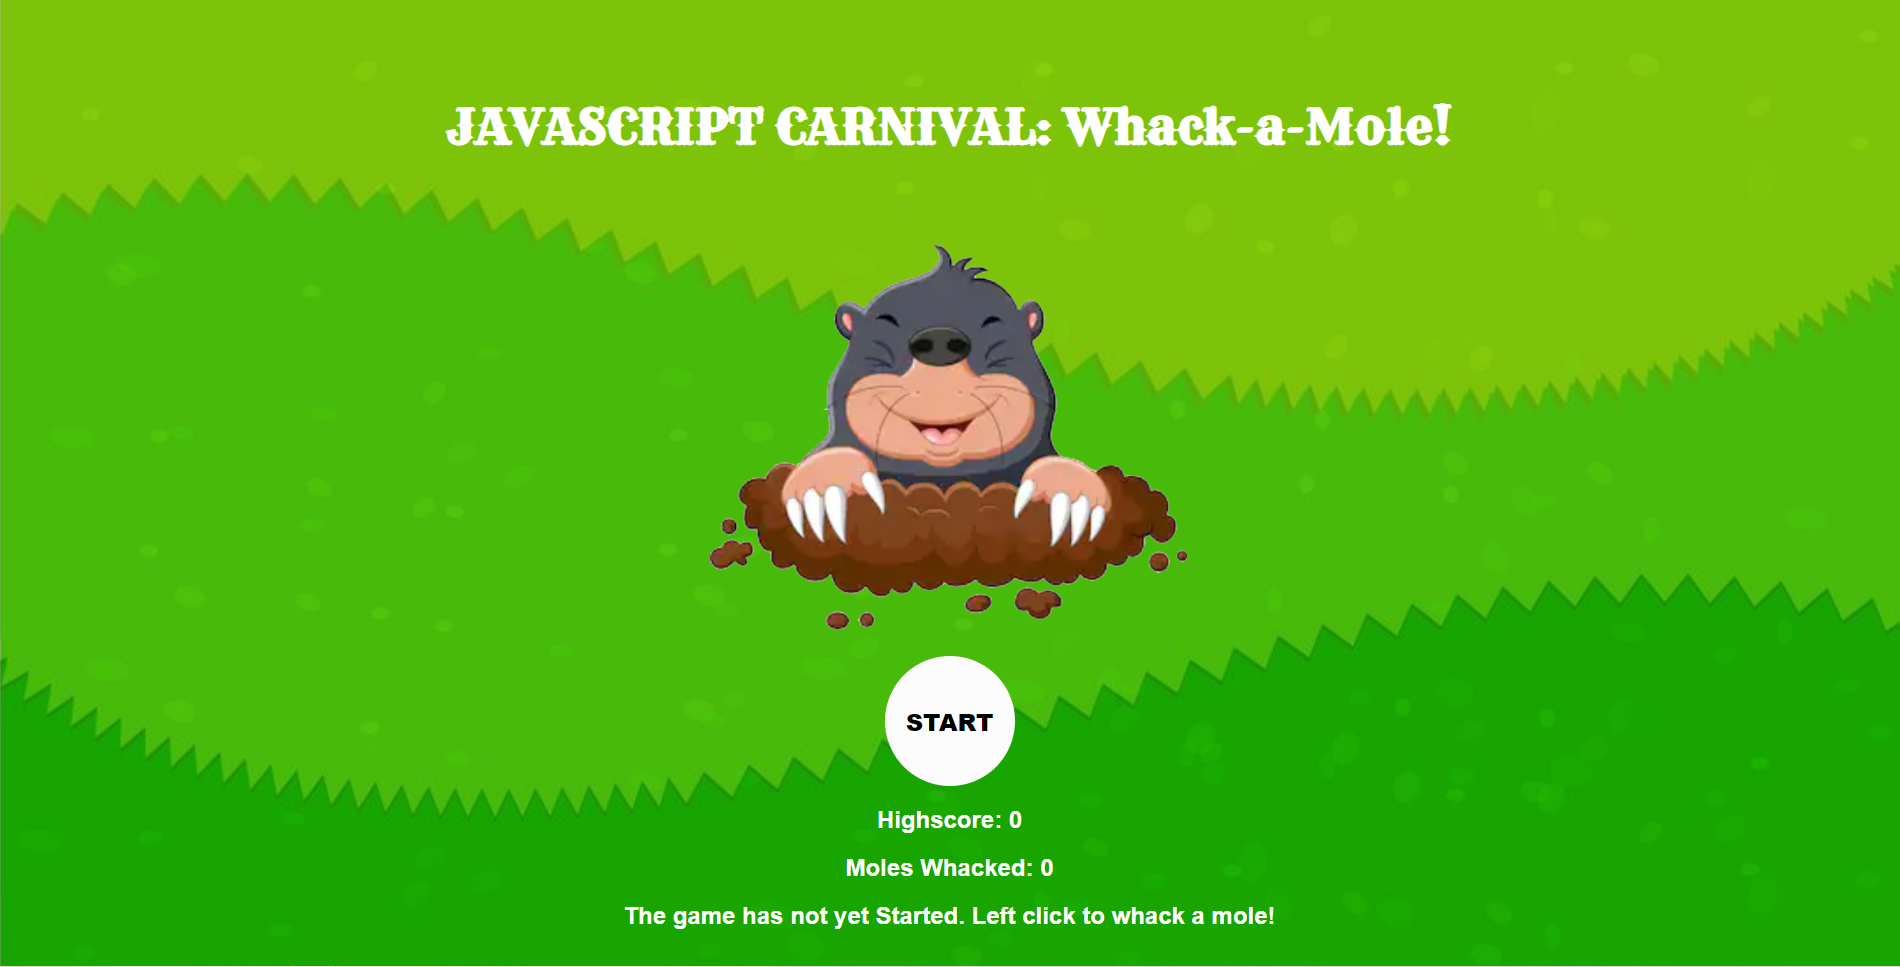 JAVASCRIPT CARNIVAL: Whack-a-Mole!
START
Highscore: 0
Moles Whacked: 0
The game has not yet Started. Left click to whack a mole!